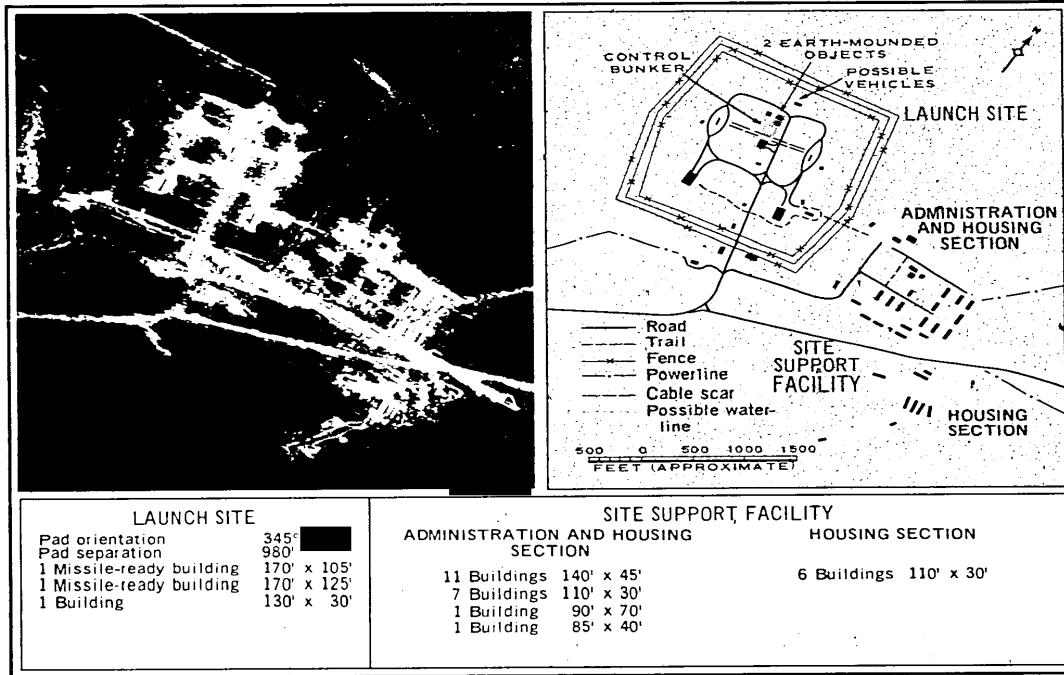 N
2 EARTH-MOUNDED
OBJECTS
CONTROL
BUNKER
POSSIBLE
VEHICLES
LAUNCH SITE
ADMINISTRATION
AND HOUSING
SECTION
Road
Trail
Fence
Powerline
Cable scar
Possible water-
line
SITE
SUPPORT
FACILITY
HOUSING
SECTION
500 0 500 1000 1500
FEET (APPROXIMATE)
LAUNCH SITE
Pad orientation 345°
Pad separation 980'
1 Missile-ready building 170' x 105'
1 Missile-ready building 170' x 125'
1 Building 130' x 30'
SITE SUPPORT FACILITY
ADMINISTRATION AND HOUSING
SECTION
11 Buildings 140' x 45'
7 Buildings 110' x 30'
1 Building 90' x 70'
1 Building 85' x 40'
HOUSING SECTION
6 Buildings 110' x 30'